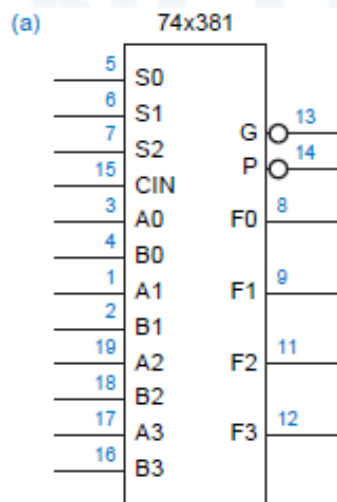 (a) 74x381
5 S0
6 S1
7 S2
15 CIN
3 A0
4 B0
1 A1
2 B1
19 A2
18 B2
17 A3
16 B3
G 13
P 14
F0 8
F1 9
F2 11
F3 12